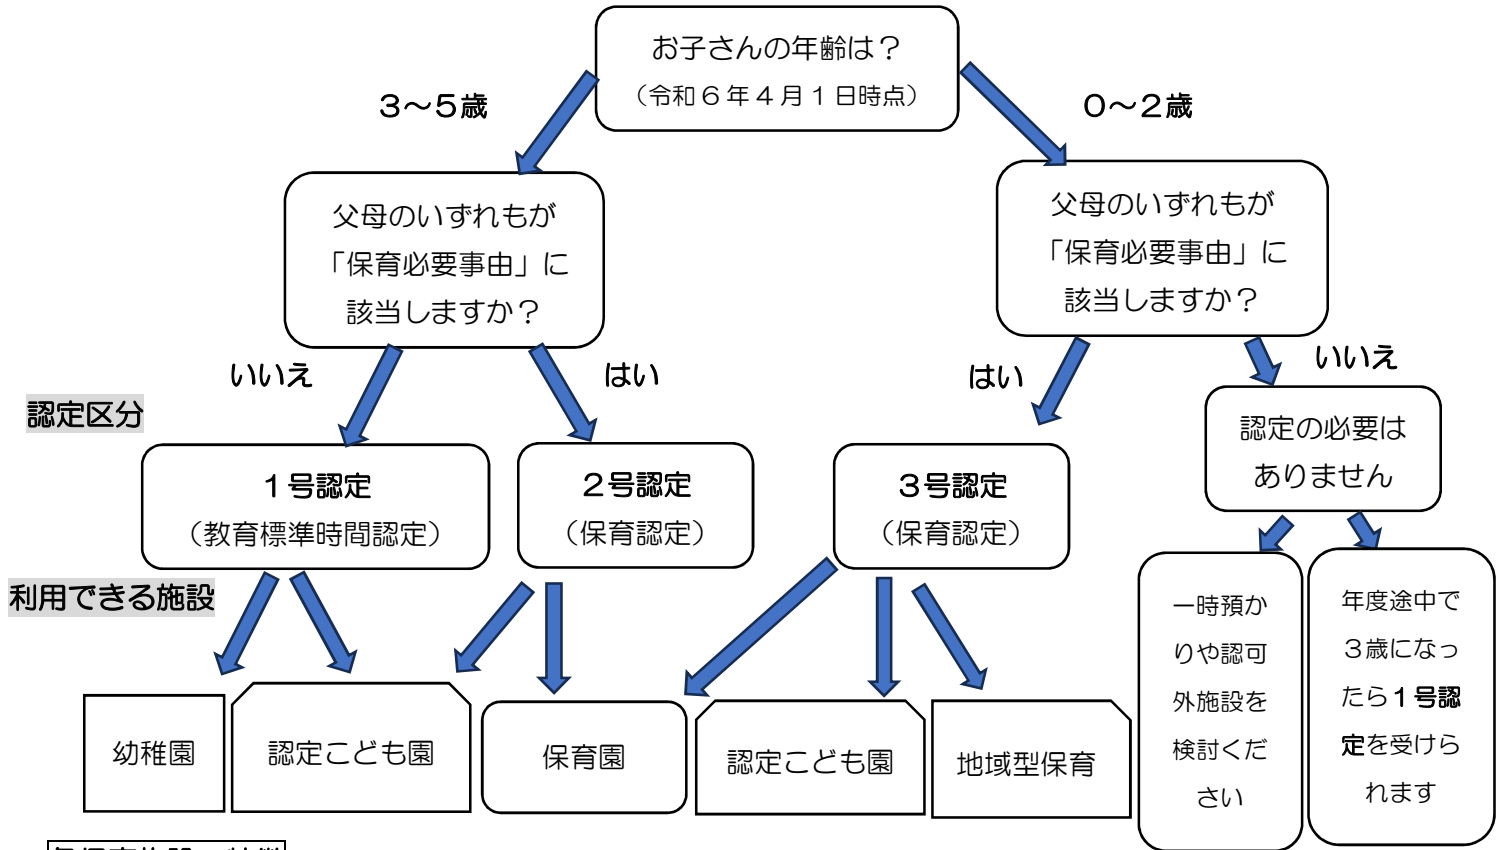 お子さんの年齢は？
（令和６年４月１日時点）
３～５歳
０～２歳
父母のいずれもが
「保育必要事由」に
該当しますか？
父母のいずれもが
「保育必要事由」に
該当しますか？
いいえ
はい
はい
いいえ
認定区分
１号認定
（教育標準時間認定）
２号認定
（保育認定）
３号認定
（保育認定）
認定の必要は
ありません
利用できる施設
幼稚園
認定こども園
保育園
認定こども園
地域型保育
一時預か
りや認可
外施設を
検討くだ
さい
年度途中で
３歳になっ
たら１号認
定を受けら
れます